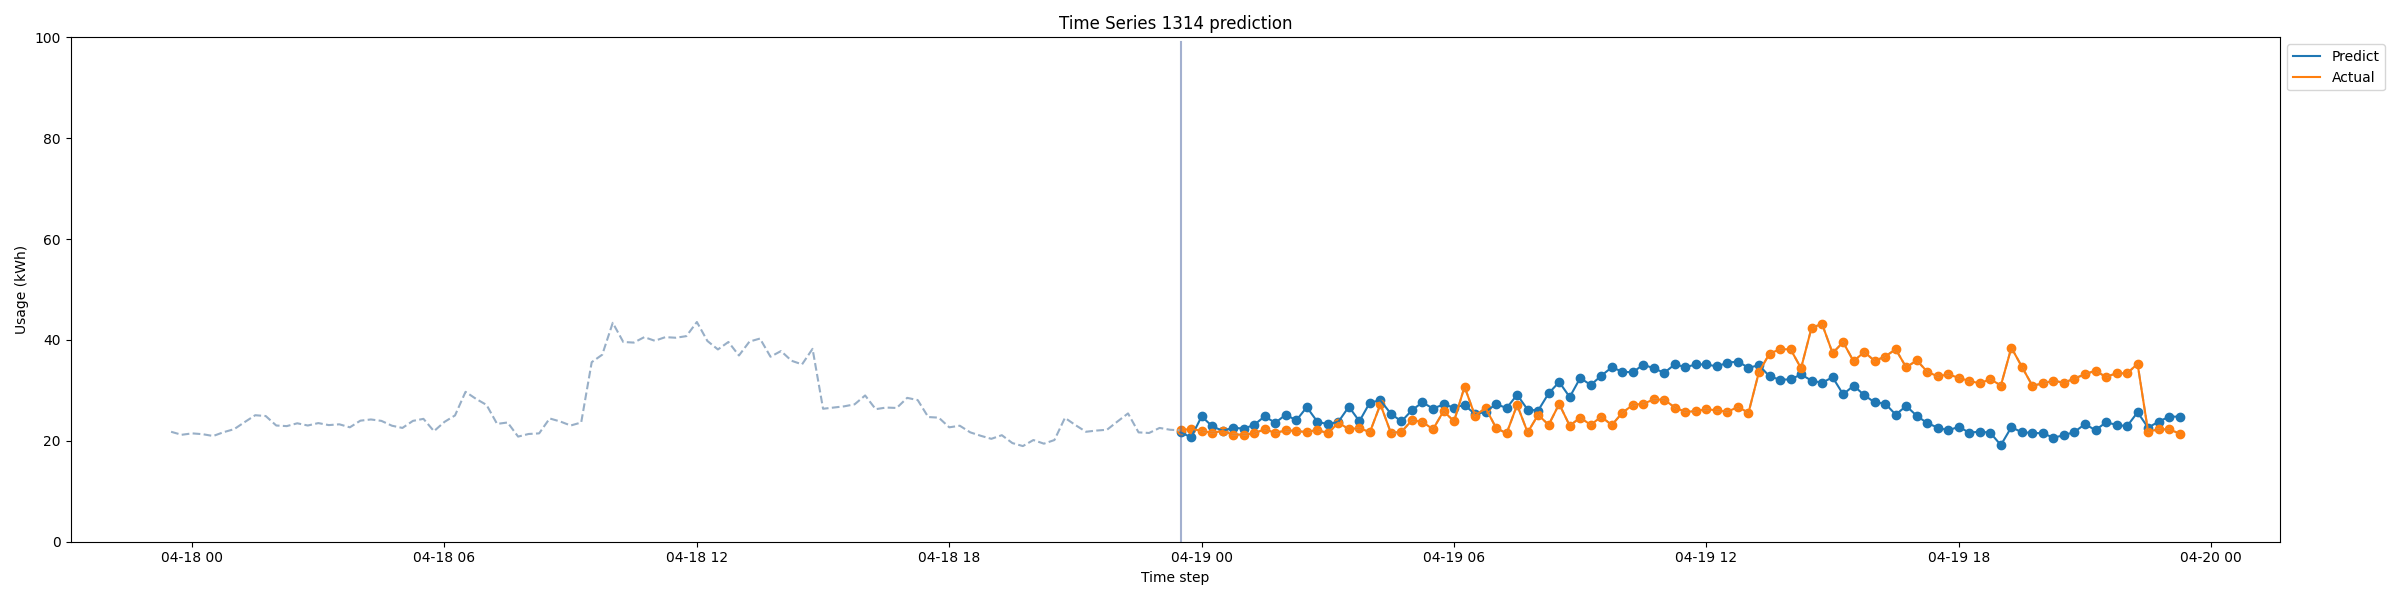 Time Series 1314 prediction
Predict
Actual
100
80
60
40
20
0
Usage (kWh)
04-18 00 04-18 06 04-18 12 04-18 18 04-19 00 04-19 06 04-19 12 04-19 18 04-20 00
Time step